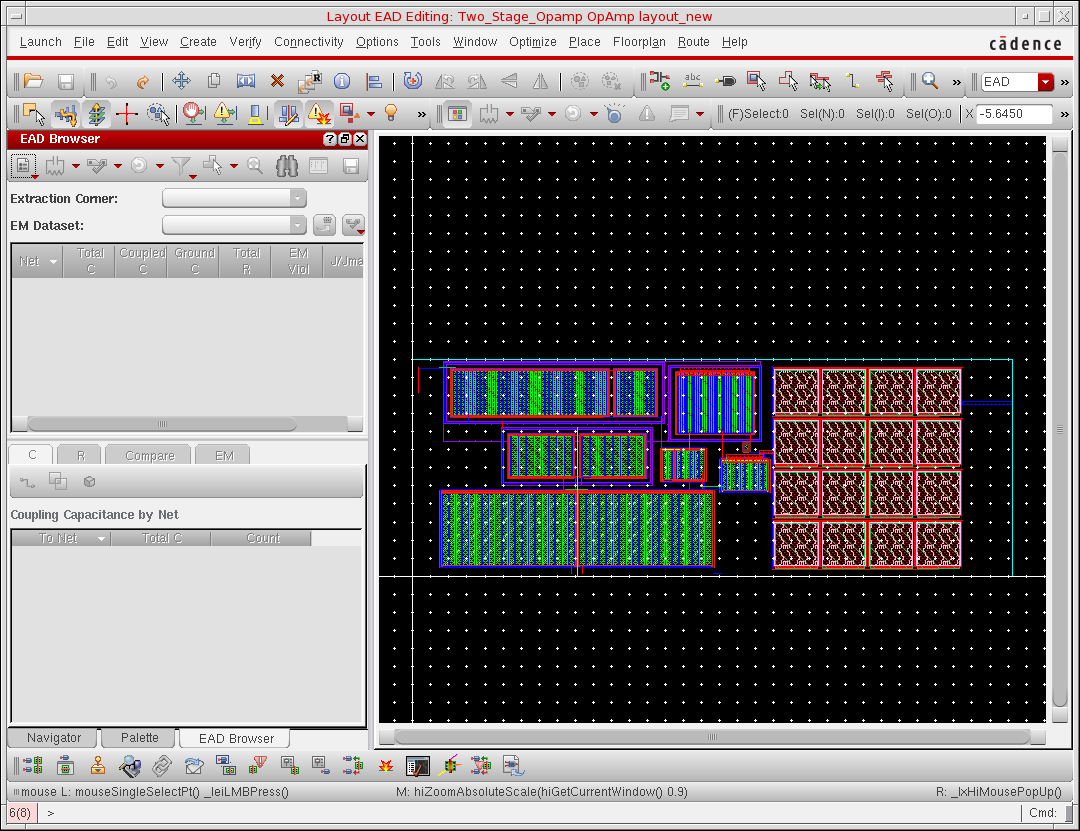 Layout EAD Editing: Two_Stage_Opamp OpAmp layout_new
Launch File Edit View Create Verify Connectivity Options Tools Window Optimize Place Floorplan Route Help
cādence
abc R » EAD »
» (F)Select:0 Sel(N):0 Sel(I):0 Sel(O):0 X -5.6450 »
EAD Browser
Extraction Corner:
EM Dataset:
Net Total C Coupled C Ground C Total R EM Viol J/Jma
C R Compare EM
Coupling Capacitance by Net
To Net Total C Count
Navigator Palette EAD Browser
mouse L: mouseSingleSelectPt() _leiLMBPress() M: hiZoomAbsoluteScale(hiGetCurrentWindow() 0.9) R: _lxHiMousePopUp()
6(8) > Cmd: